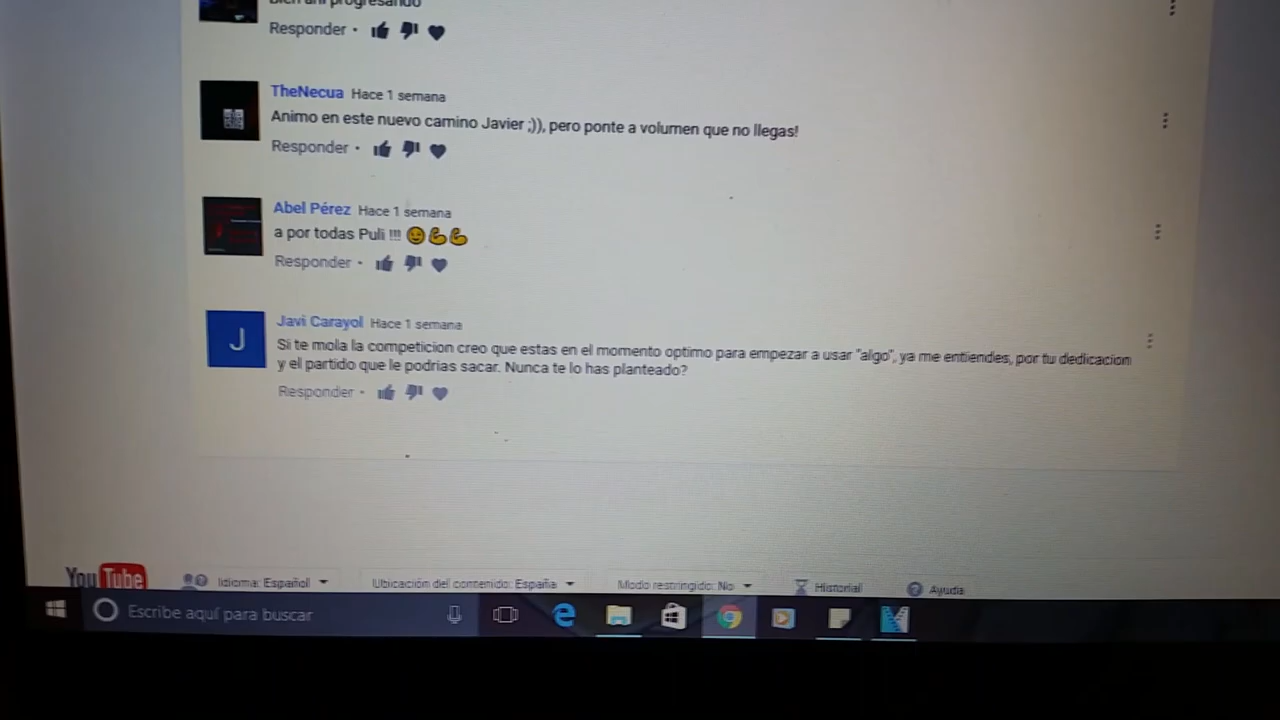 Bien ahí progresando
Responder •
TheNecua Hace 1 semana
Animo en este nuevo camino Javier ;)), pero ponte a volumen que no llegas!
Responder •
Abel Pérez Hace 1 semana
a por todas Puli !!! 😉💪💪
Responder •
J
Javi Carayol Hace 1 semana
Si te mola la competicion creo que estas en el momento optimo para empezar a usar "algo", ya me entiendes, por tu dedicacion
y el partido que le podrias sacar. Nunca te lo has planteado?
Responder •
YouTube Idioma: Español Ubicación del contenido: España Modo restringido: No Historial Ayuda
Escribe aquí para buscar